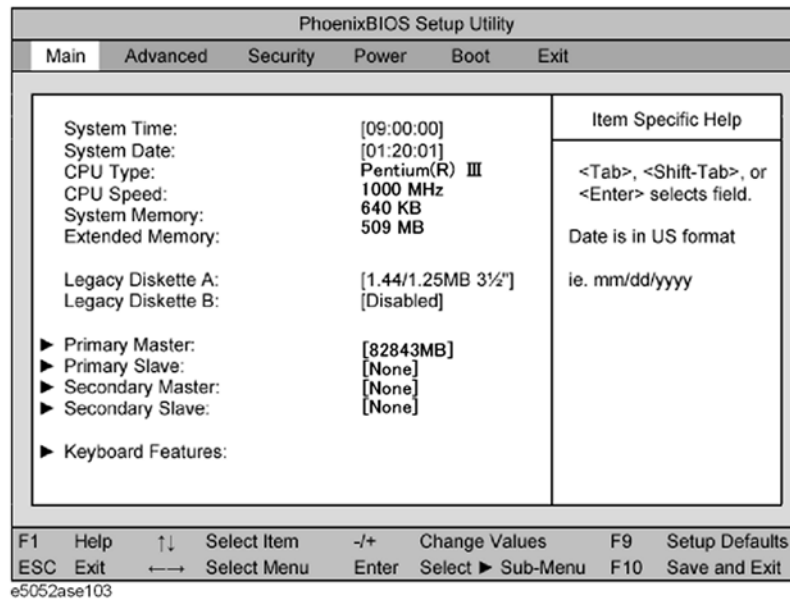 PhoenixBIOS Setup Utility
Main Advanced Security Power Boot Exit
System Time: [09:00:00]
System Date: [01:20:01]
CPU Type: Pentium(R) Ⅲ
CPU Speed: 1000 MHz
System Memory: 640 KB
Extended Memory: 509 MB
Legacy Diskette A: [1.44/1.25MB 3½"]
Legacy Diskette B: [Disabled]
▶ Primary Master: [82843MB]
▶ Primary Slave: [None]
▶ Secondary Master: [None]
▶ Secondary Slave: [None]
▶ Keyboard Features:
Item Specific Help
<Tab>, <Shift-Tab>, or
<Enter> selects field.
Date is in US format
ie. mm/dd/yyyy
F1 Help ↑↓ Select Item -/+ Change Values F9 Setup Defaults
ESC Exit ←→ Select Menu Enter Select ▶ Sub-Menu F10 Save and Exit
e5052ase103